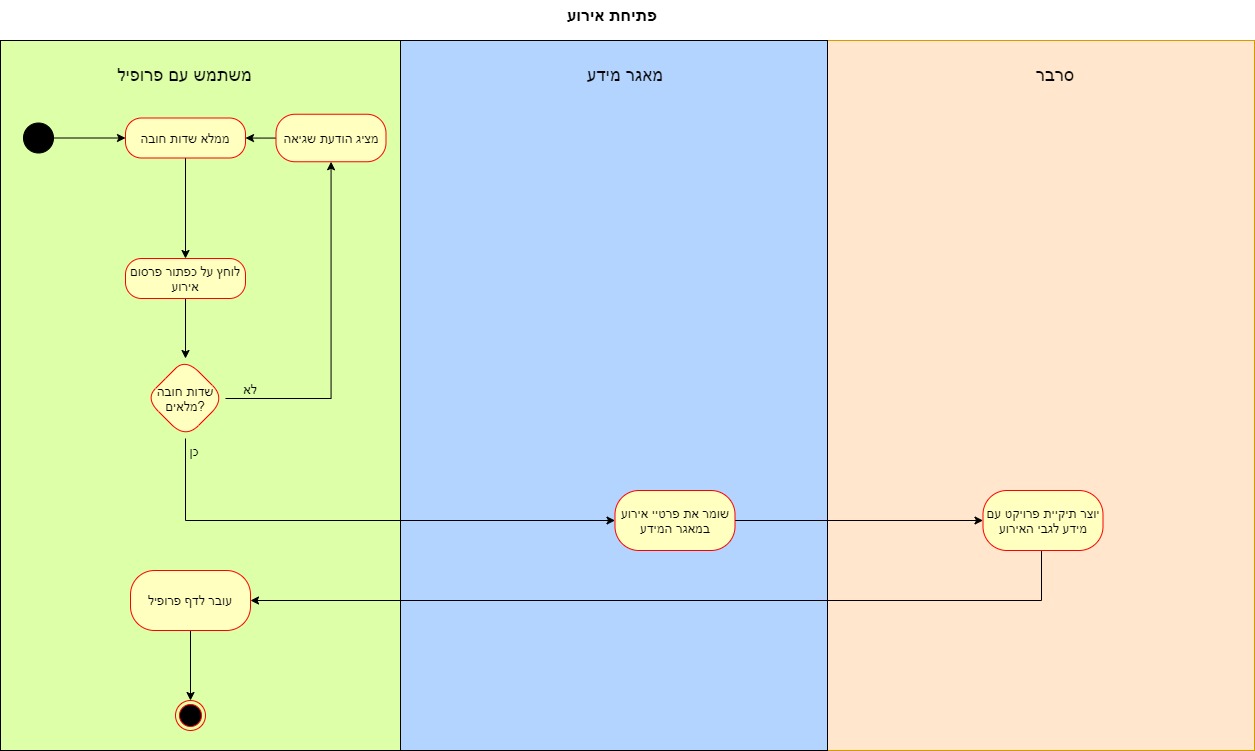 פתיחת אירוע
משתמש עם פרופיל
מאגר מידע
סרבר
ממלא שדות חובה
מציג הודעת שגיאה
לוחץ על כפתור פרסום
אירוע
שדות חובה
מלאים?
לא
כן
שומר את פרטיי אירוע
במאגר המידע
יוצר תיקיית פרויקט עם
מידע לגבי האירוע
עובר לדף פרופיל